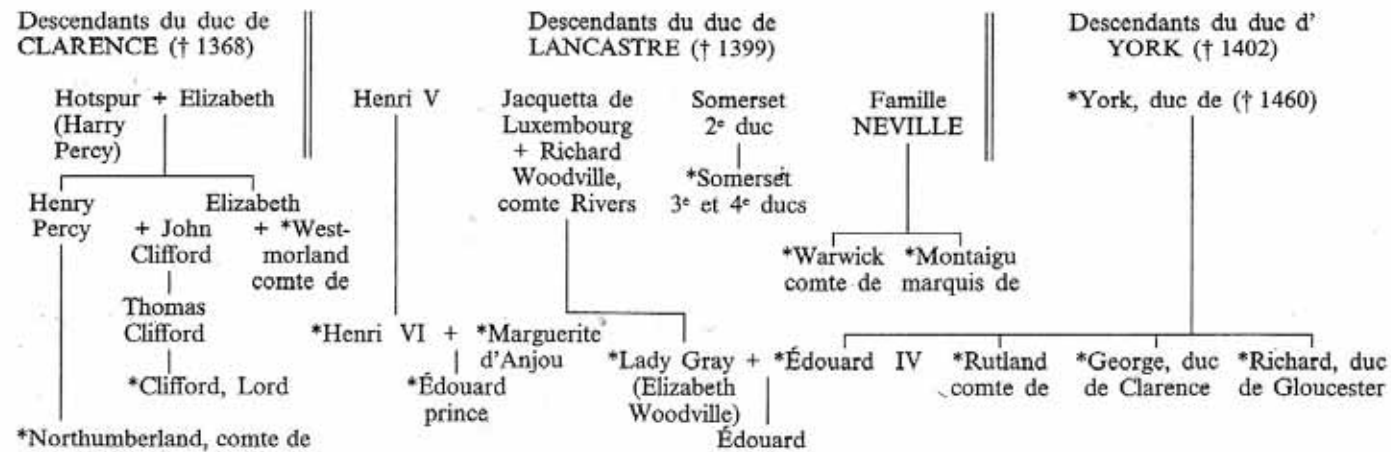 Descendants du duc de
CLARENCE († 1368)
Descendants du duc de
LANCASTRE († 1399)
Descendants du duc d'
YORK († 1402)
Hotspur + Elizabeth
(Harry
Percy)
Henri V
Jacquetta de
Luxembourg
+ Richard
Woodville,
comte Rivers
Somerset
2e duc
*Somerset
3e et 4e ducs
Famille
NEVILLE
*York, duc de († 1460)
Henry
Percy
Elizabeth
+ John
Clifford
+ *West-
morland
comte de
Thomas
Clifford
*Clifford, Lord
*Northumberland, comte de
*Warwick
comte de
*Montaigu
marquis de
*Henri VI + *Marguerite
d'Anjou
*Édouard
prince
*Lady Gray + *Édouard IV
(Elizabeth
Woodville)
Édouard
*Rutland
comte de
*George, duc
de Clarence
*Richard, duc
de Gloucester